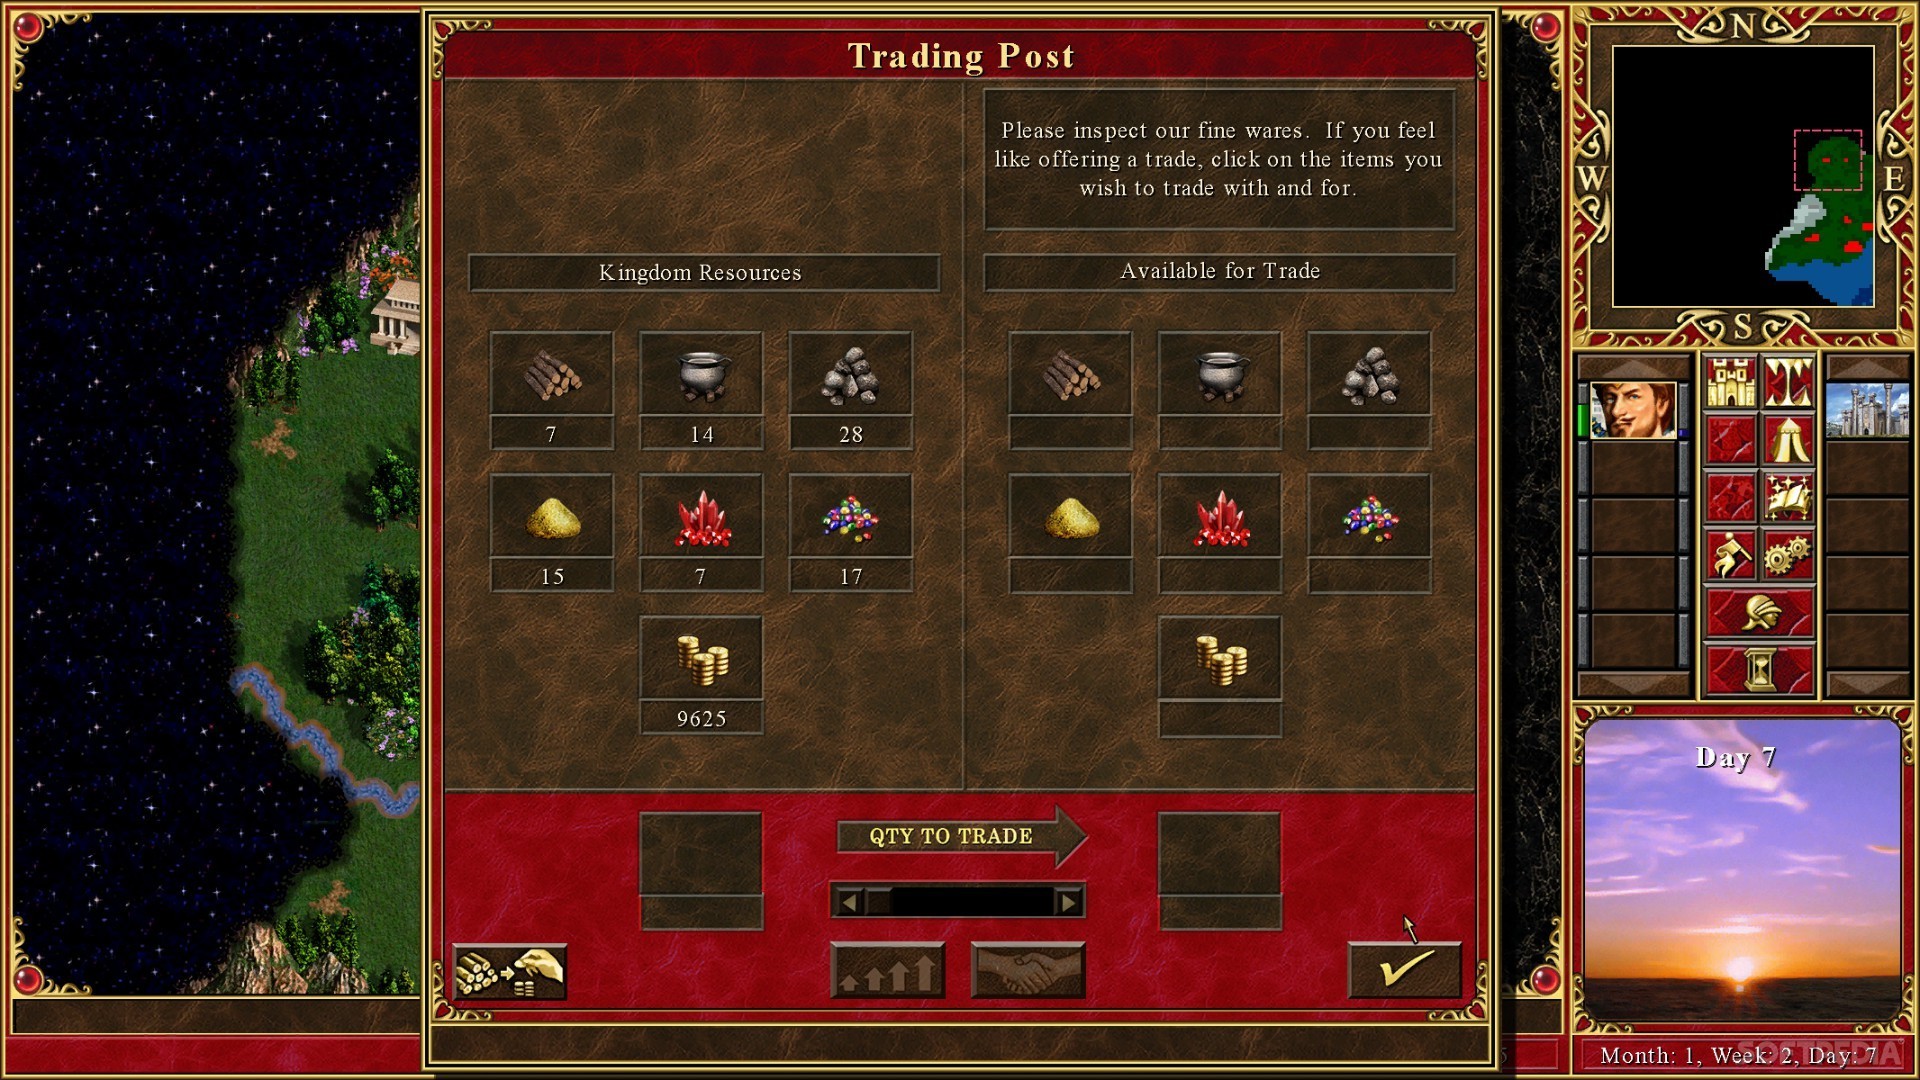 Trading Post
Please inspect our fine wares. If you feel
like offering a trade, click on the items you
wish to trade with and for.
Kingdom Resources
Available for Trade
7
14
28
15
7
17
9625
QTY TO TRADE
N
W
E
S
Day 7
5
Month: 1, Week: 2, Day: 7
SOFTPEDIA